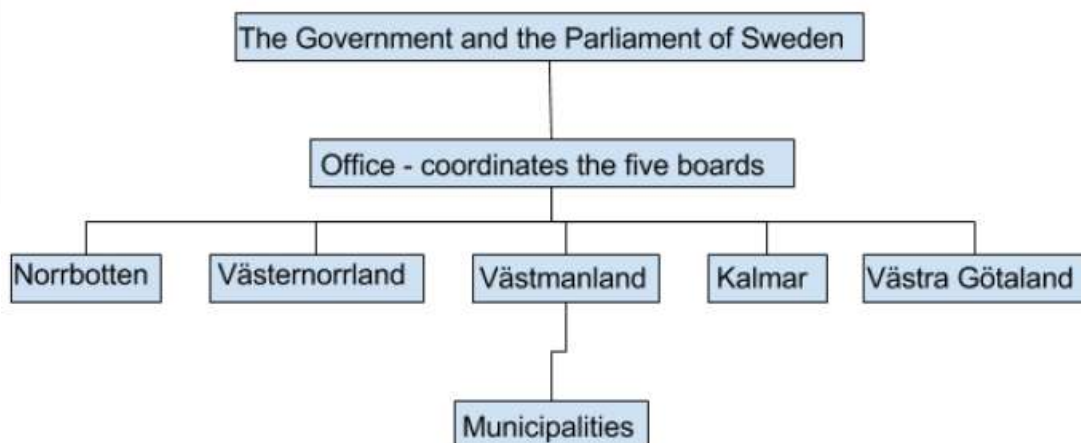 The Government and the Parliament of Sweden
Office - coordinates the five boards
Norrbotten
Västernorrland
Västmanland
Kalmar
Västra Götaland
Municipalities